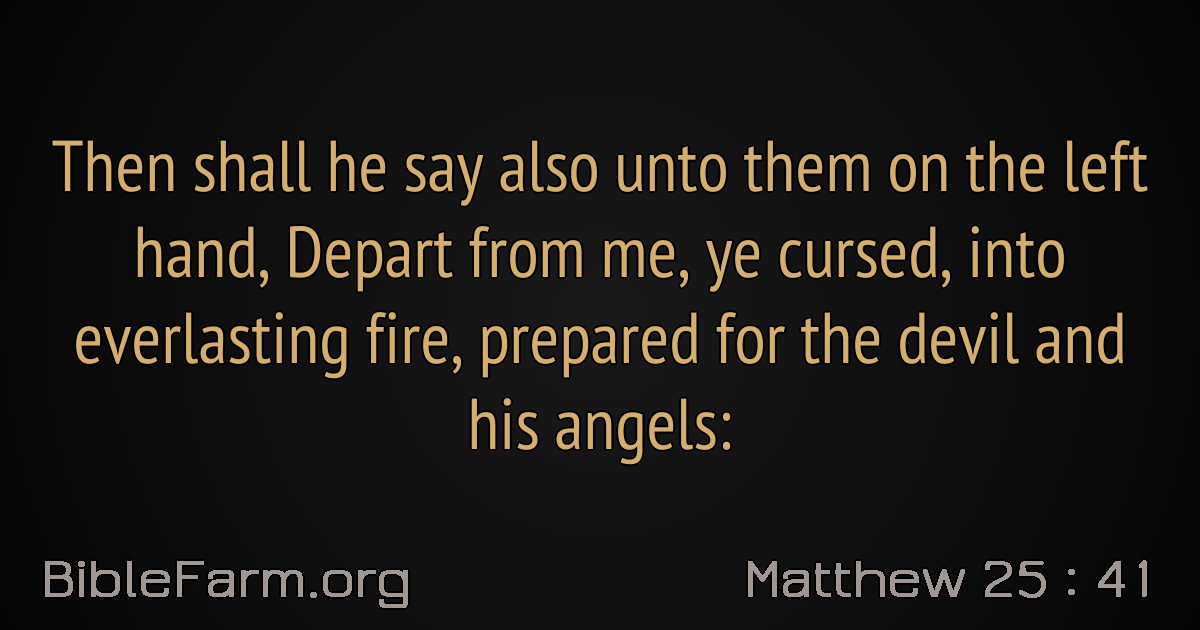 Then shall he say also unto them on the left
hand, Depart from me, ye cursed, into
everlasting fire, prepared for the devil and
his angels:
BibleFarm.org
Matthew 25 : 41